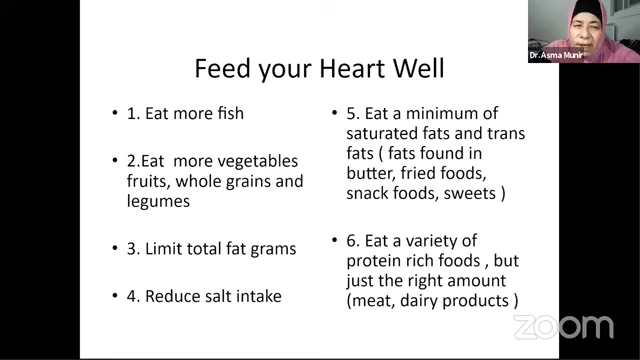 Feed your Heart Well
• 1. Eat more fish
• 2.Eat more vegetables
fruits, whole grains and
legumes
• 3. Limit total fat grams
• 4. Reduce salt intake
• 5. Eat a minimum of
saturated fats and trans
fats ( fats found in
butter, fried foods,
snack foods, sweets )
• 6. Eat a variety of
protein rich foods , but
just the right amount
(meat, dairy products )
Dr. Asma Munir
zoom